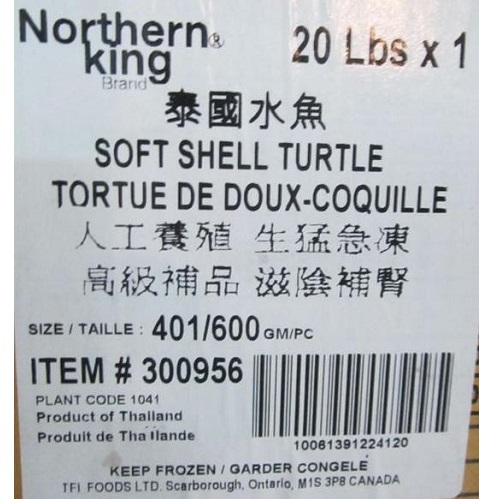 Northern® king
Brand
20 Lbs x 1
泰國水魚
SOFT SHELL TURTLE
TORTUE DE DOUX-COQUILLE
人工養殖 生猛急凍
高級補品 滋陰補腎
SIZE / TAILLE : 401/600 GM/PC
ITEM # 300956
PLANT CODE 1041
Product of Thailand
Produit de Thaïlande
10061391224120
KEEP FROZEN / GARDER CONGELÉ
TFI FOODS LTD. Scarborough, Ontario, M1S 3P8 CANADA